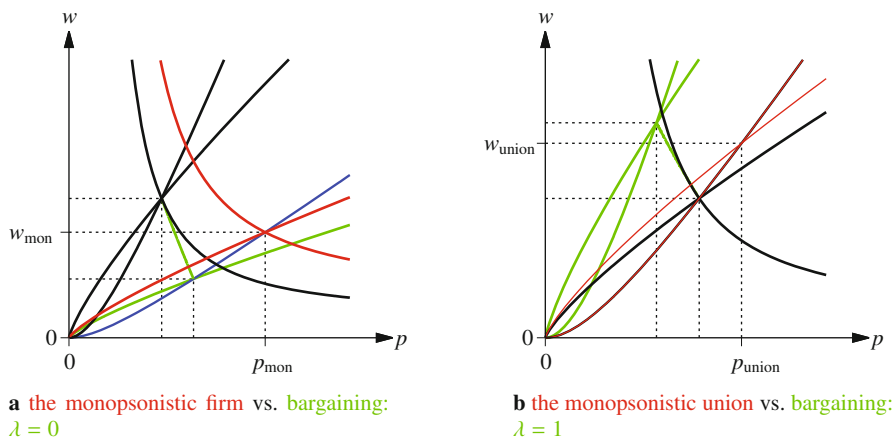 w
w
w_union
w_mon
0
p
0
p
0
p_mon
0
p_union
a the monopsonistic firm vs. bargaining:
λ = 0
b the monopsonistic union vs. bargaining:
λ = 1